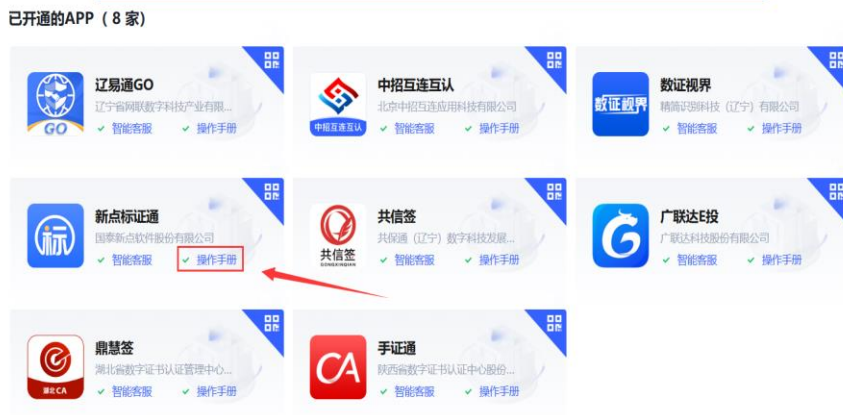 已开通的APP（8 家）
辽易通GO
辽宁省网联数字科技产业有限...
智能客服 操作手册
GO
中招互连互认
北京中招互连应用科技有限公司
智能客服 操作手册
中招互连互认
数证视界
精简识别科技（辽宁）有限公司
智能客服 操作手册
数证视界
新点标证通
国泰新点软件股份有限公司
智能客服 操作手册
标
共信签
共保通（辽宁）数字科技发展...
智能客服 操作手册
共信签
GONGXINQIAN
广联达E投
广联达科技股份有限公司
智能客服 操作手册
鼎慧签
湖北省数字证书认证管理中心...
智能客服 操作手册
湖北CA
手证通
陕西省数字证书认证中心股份...
智能客服 操作手册
CA